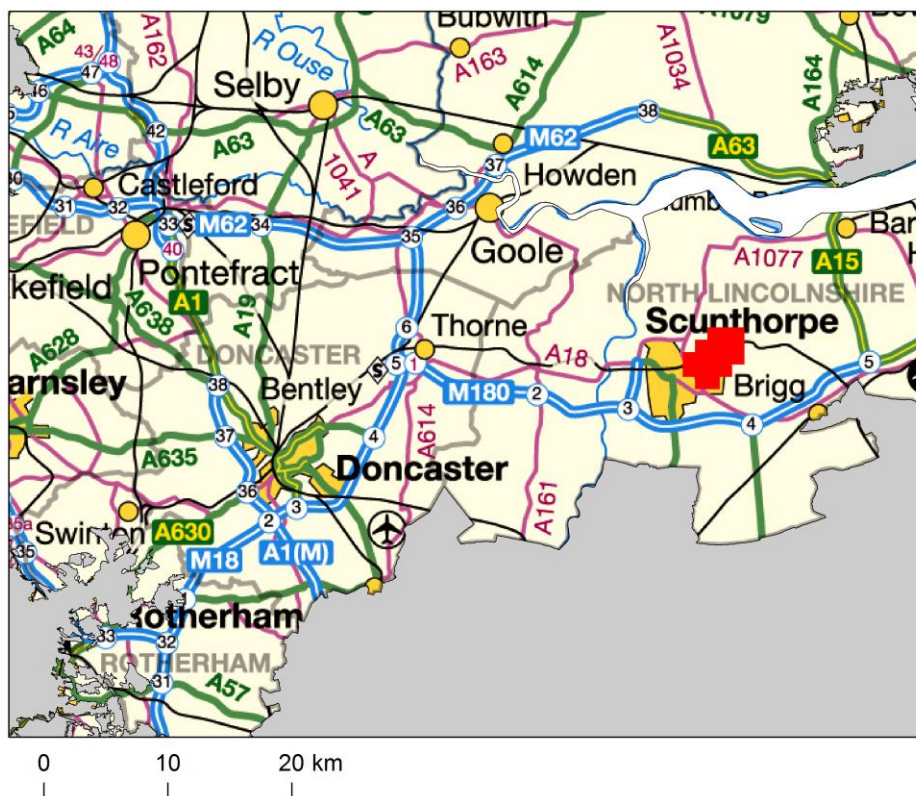 Bubwith
A1079
A64
43/48
A162
R Ouse
A163
A614
A1034
A164
47
46
Selby
38
42
A63
A63
M62
A63
R Aire
A
1041
37
Howden
Castleford
30
31
32
33
S
M62
34
36
35
Goole
A1077
A15
40
Pontefract
A1
A638
A19
NORTH LINCOLNSHIRE
Scunthorpe
A628
6
Thorne
DONCASTER
A18
5
1
S
5
Bentley
M180
2
Brigg
38
3
4
37
4
A614
A635
Doncaster
A161
36
3
2
Swinton
A630
A1(M)
M18
35a
35
Rotherham
33
32
ROTHERHAM
31
A57
0
10
20 km